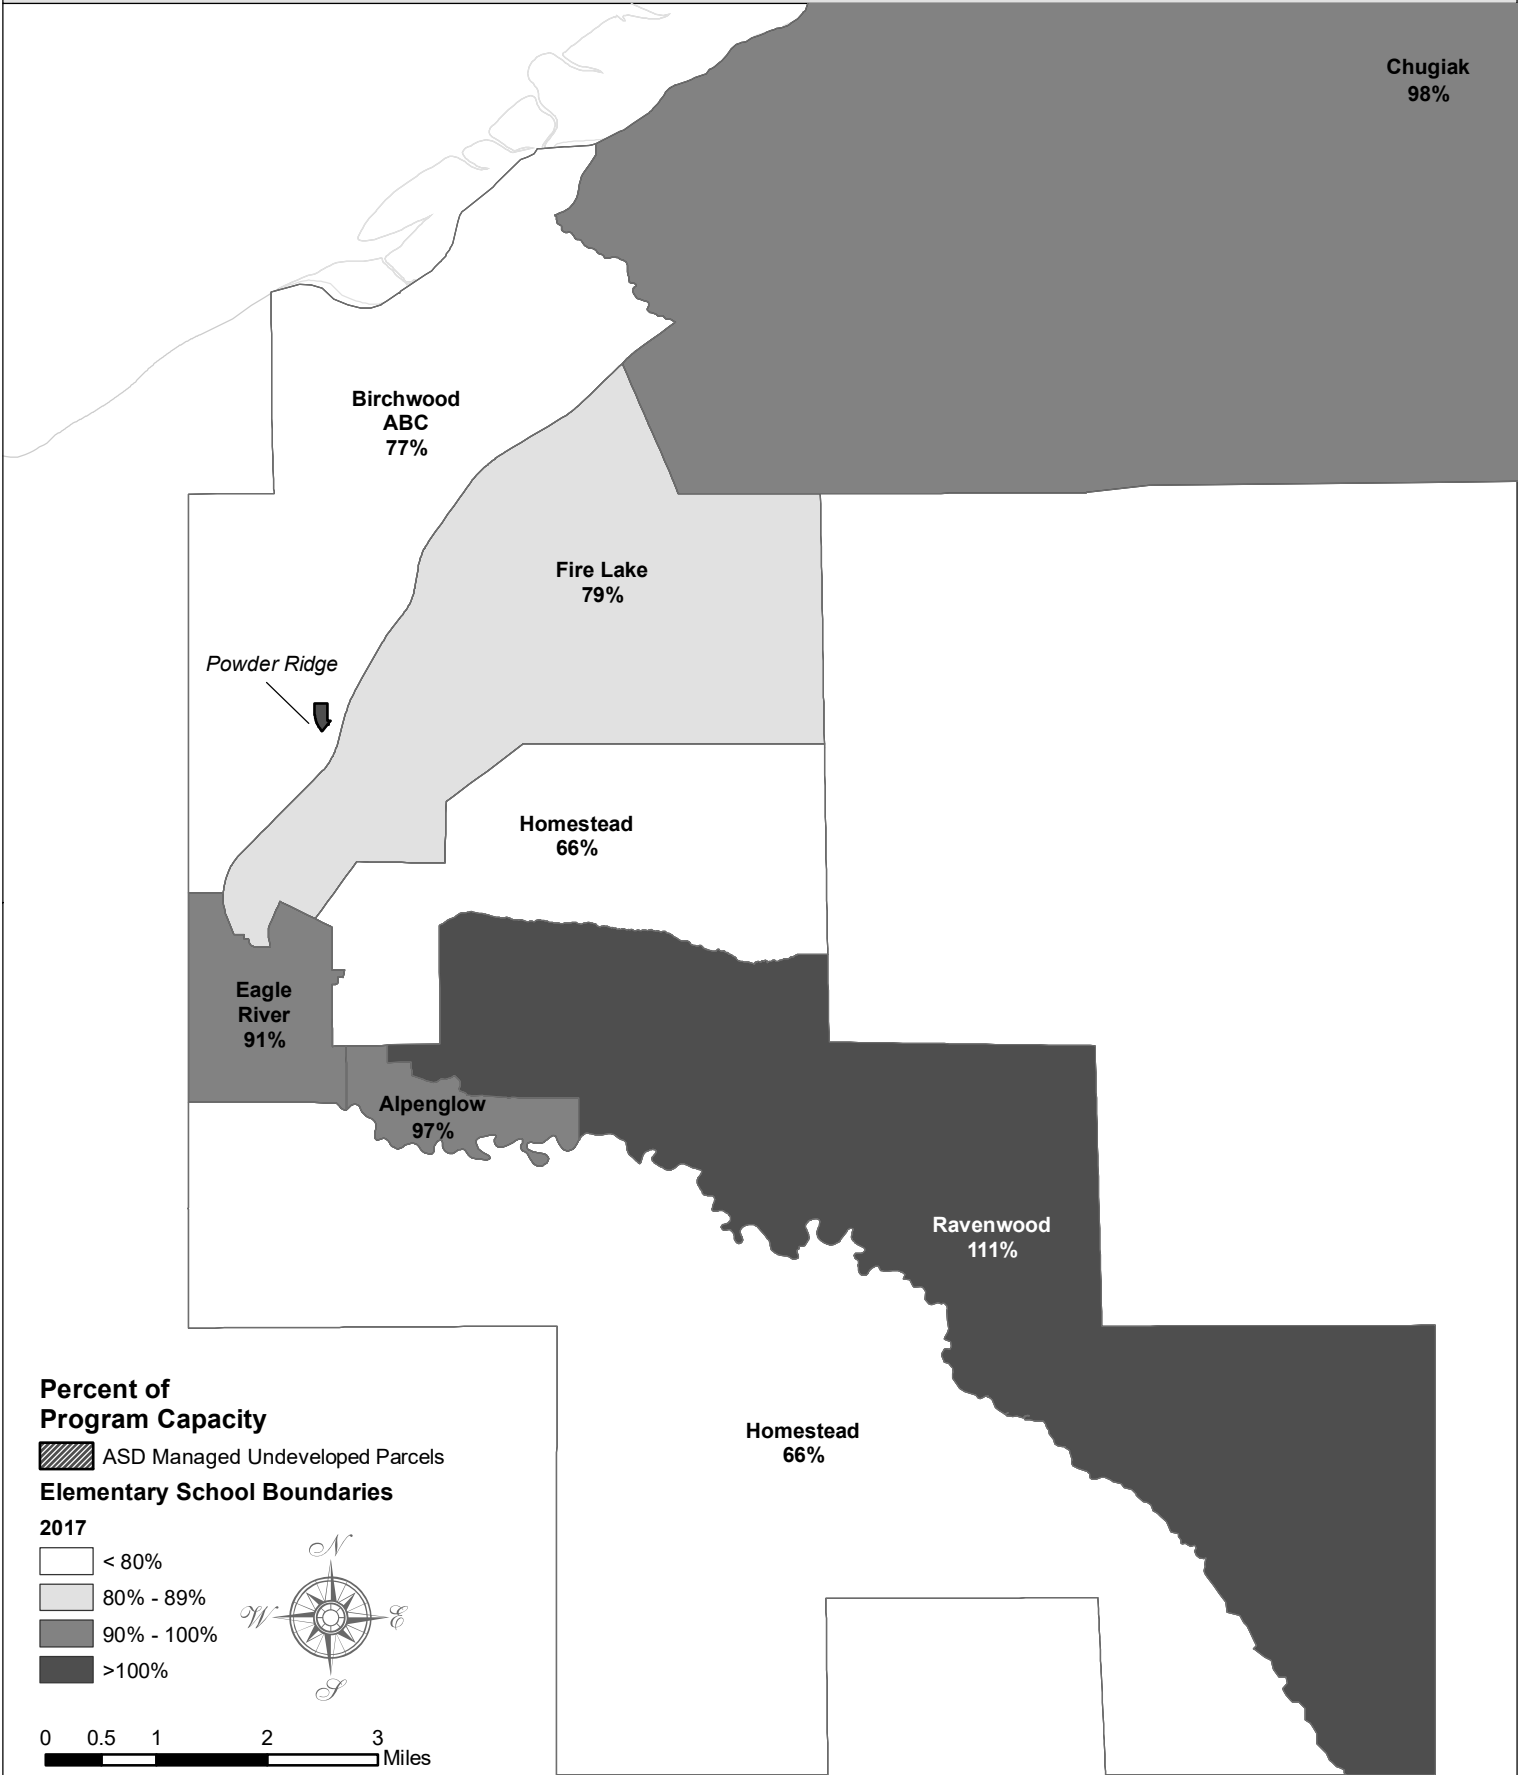 Chugiak
98%
Birchwood
ABC
77%
Fire Lake
79%
Powder Ridge
Homestead
66%
Eagle
River
91%
Alpenglow
97%
Ravenwood
111%
Homestead
66%
Percent of
Program Capacity
ASD Managed Undeveloped Parcels
Elementary School Boundaries
2017
< 80%
80% - 89%
90% - 100%
>100%
N
W
E
S
0 0.5 1 2 3
Miles